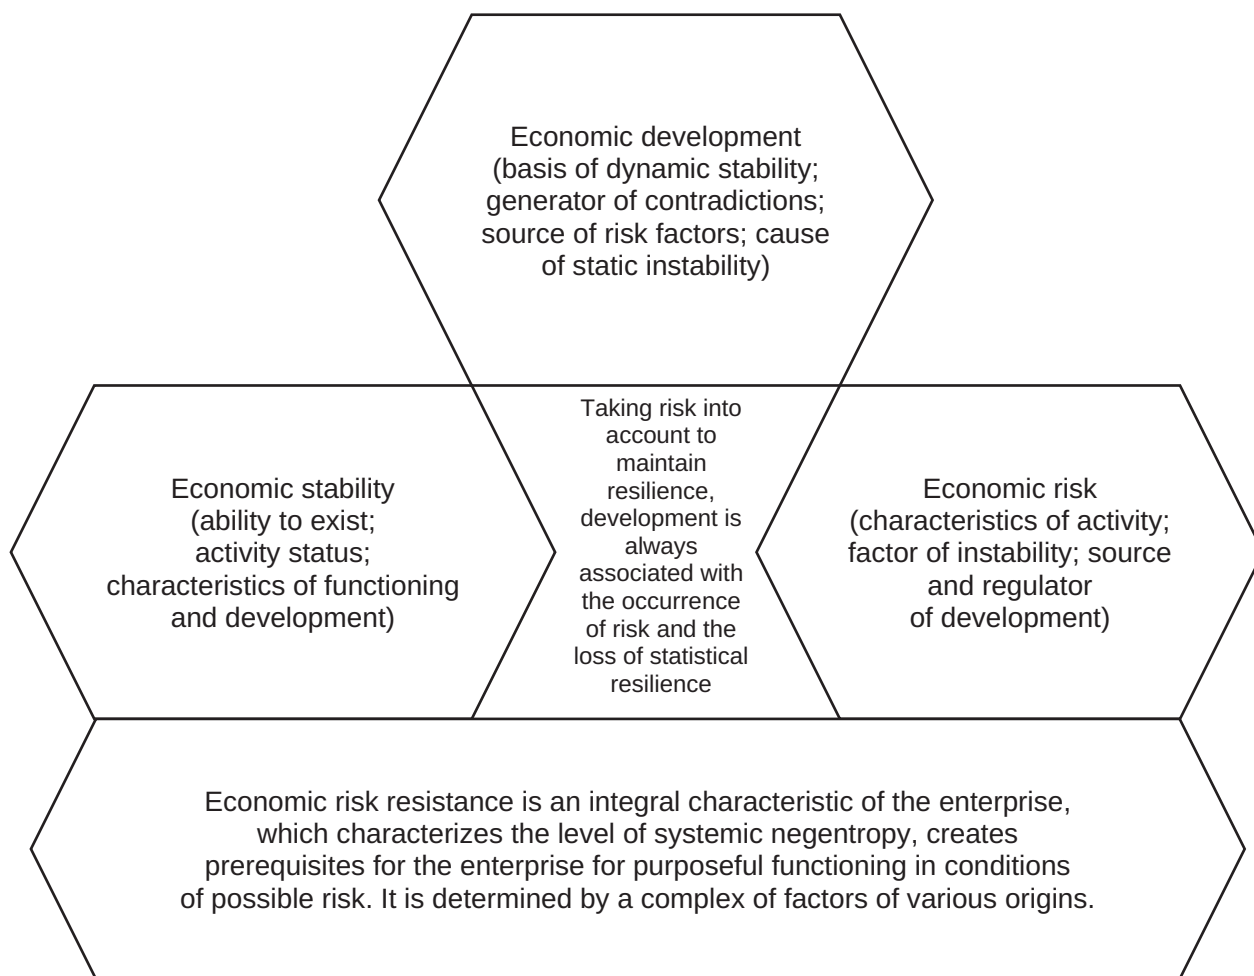 Economic development
(basis of dynamic stability;
generator of contradictions;
source of risk factors; cause
of static instability)
Economic stability
(ability to exist;
activity status;
characteristics of functioning
and development)
Taking risk into
account to
maintain
resilience,
development is
always
associated with
the occurrence
of risk and the
loss of statistical
resilience
Economic risk
(characteristics of activity;
factor of instability; source
and regulator
of development)
Economic risk resistance is an integral characteristic of the enterprise,
which characterizes the level of systemic negentropy, creates
prerequisites for the enterprise for purposeful functioning in conditions
of possible risk. It is determined by a complex of factors of various origins.